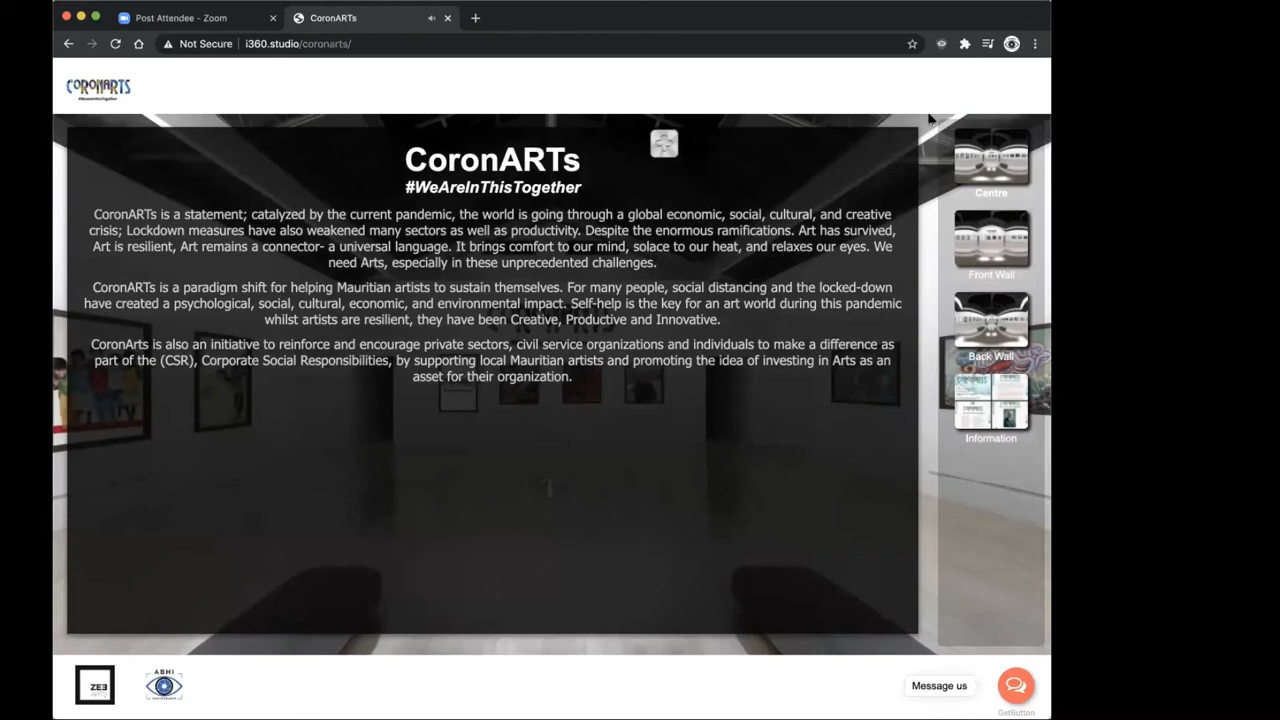 Post Attendee - Zoom
CoronARTs
Not Secure
i360.studio/coronarts/
CORONARTS
#WeAreInThisTogether
CoronARTs
#WeAreInThisTogether
CoronARTs is a statement; catalyzed by the current pandemic, the world is going through a global economic, social, cultural, and creative
crisis; Lockdown measures have also weakened many sectors as well as productivity. Despite the enormous ramifications. Art has survived,
Art is resilient, Art remains a connector- a universal language. It brings comfort to our mind, solace to our heat, and relaxes our eyes. We
need Arts, especially in these unprecedented challenges.
CoronARTs is a paradigm shift for helping Mauritian artists to sustain themselves. For many people, social distancing and the locked-down
have created a psychological, social, cultural, economic, and environmental impact. Self-help is the key for an art world during this pandemic
whilst artists are resilient, they have been Creative, Productive and Innovative.
CoronArts is also an initiative to reinforce and encourage private sectors, civil service organizations and individuals to make a difference as
part of the (CSR), Corporate Social Responsibilities, by supporting local Mauritian artists and promoting the idea of investing in Arts as an
asset for their organization.
Centre
Front Wall
Back Wall
Information
ZEE
ARTS
ABHI
Message us
GetButton